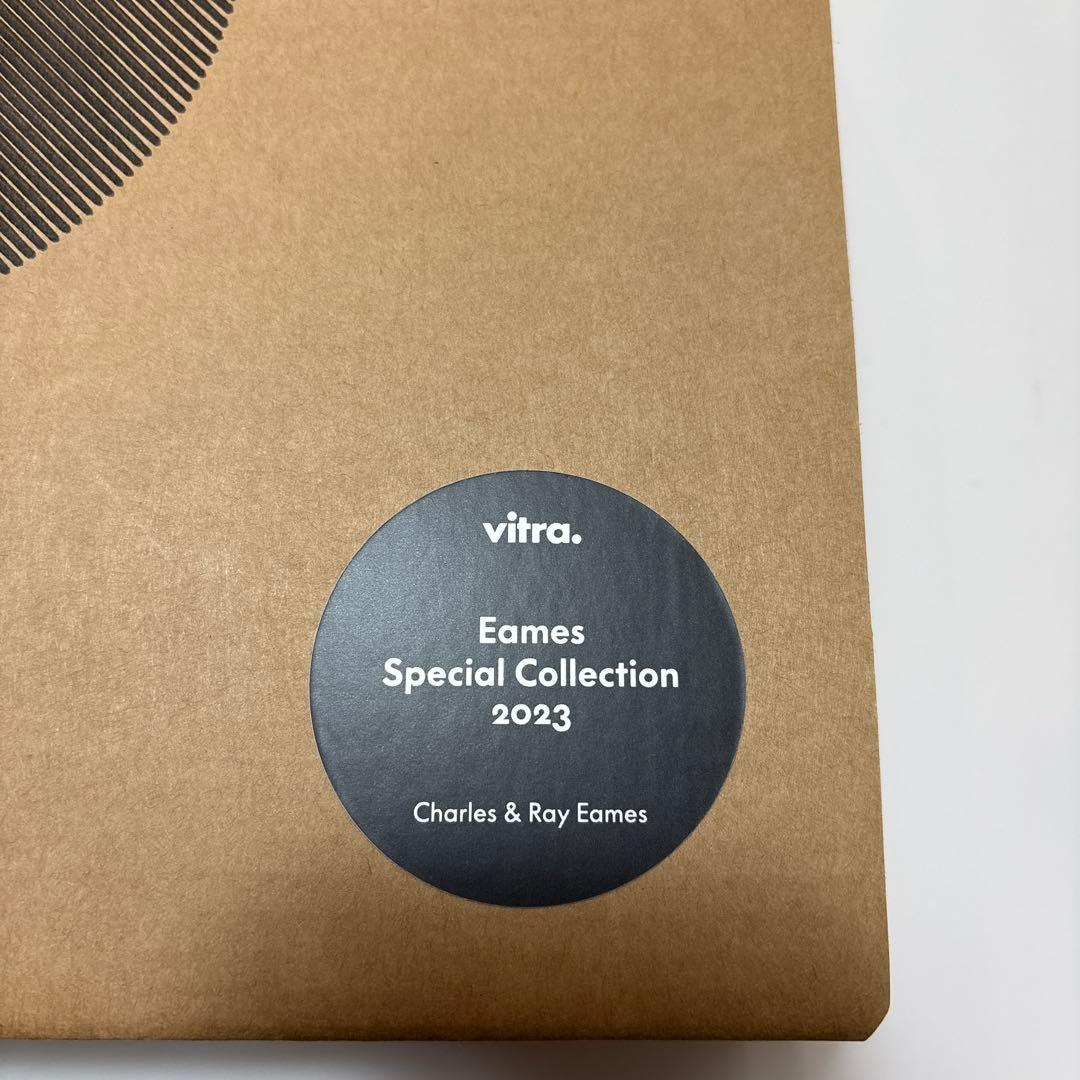 vitra.
Eames
Special Collection
2023
Charles & Ray Eames